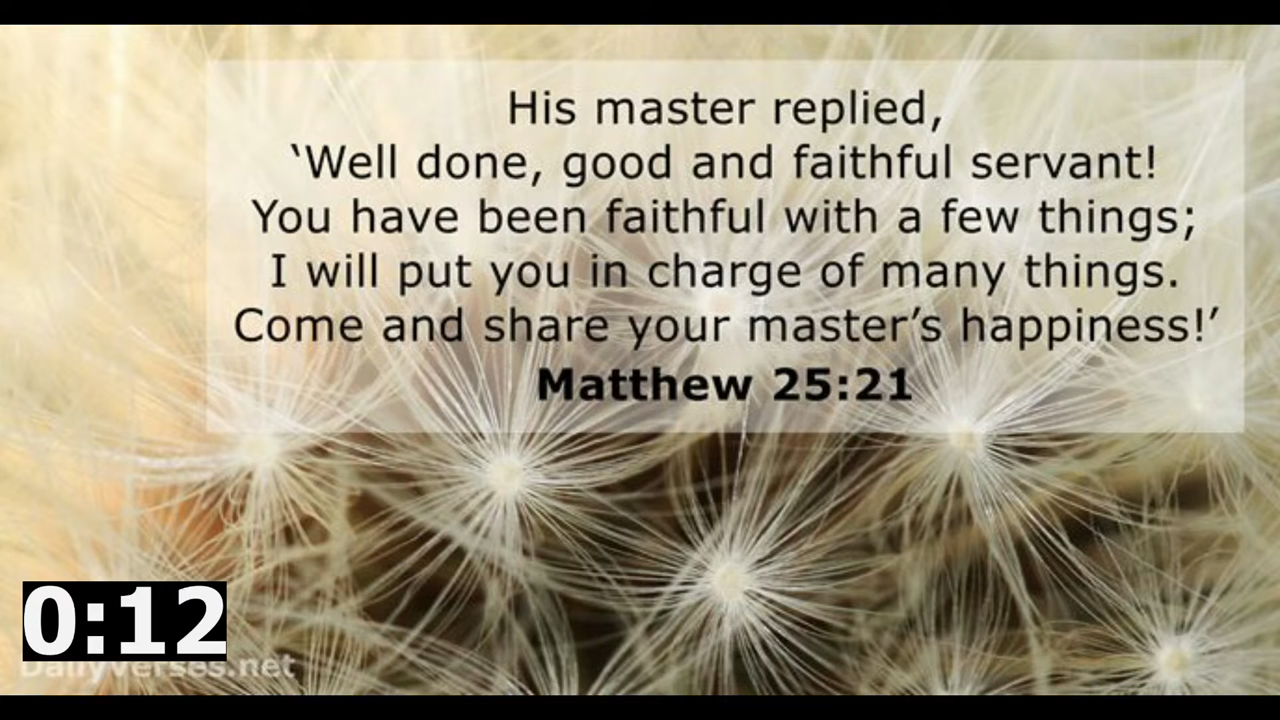 His master replied,
‘Well done, good and faithful servant!
You have been faithful with a few things;
I will put you in charge of many things.
Come and share your master’s happiness!’
Matthew 25:21
0:12
DailyVerses.net